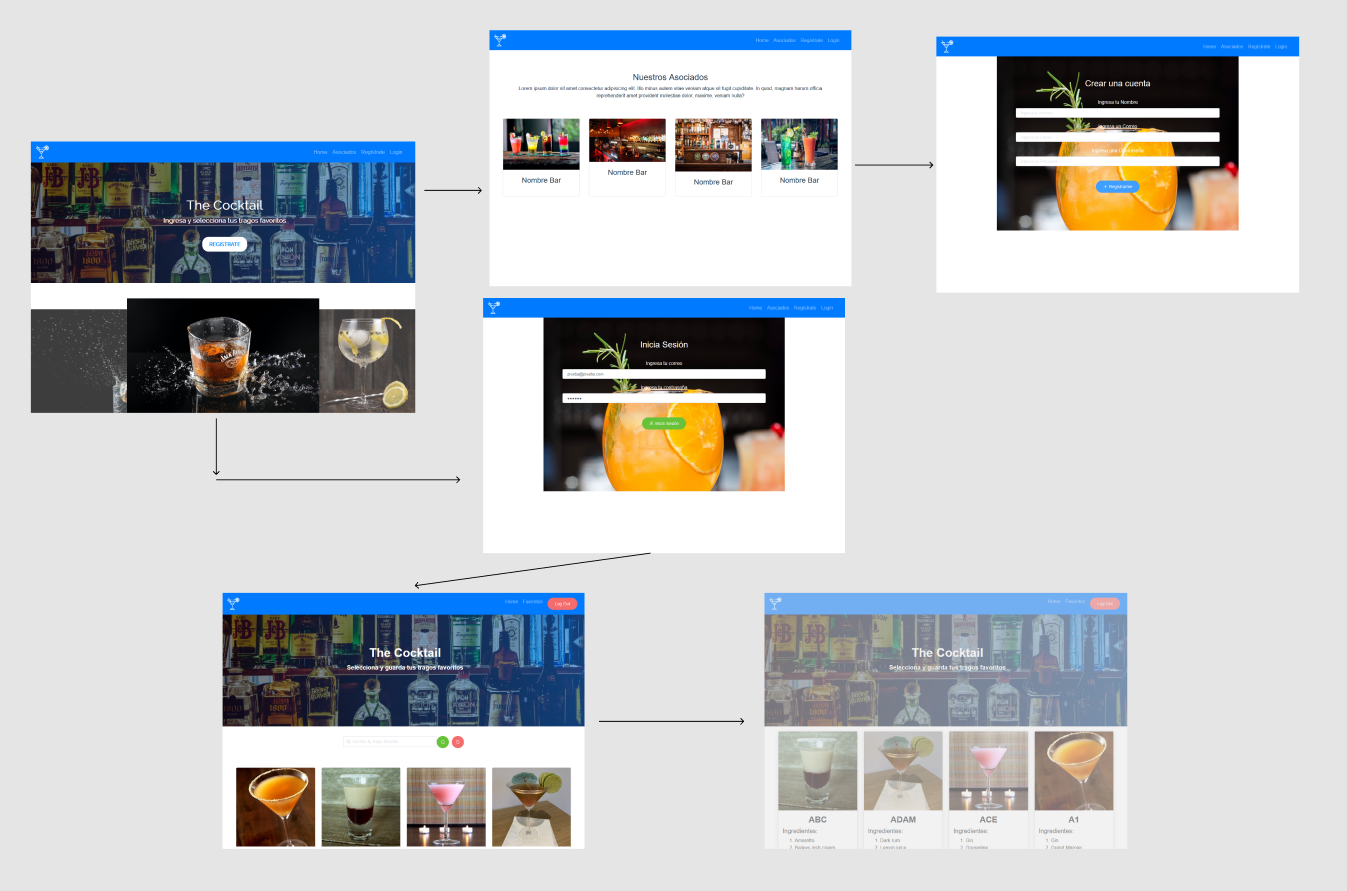 Home Asociados Registrate Login
The Cocktail
Ingresa y selecciona tus tragos favoritos
REGISTRATE
Home Asociados Registrate Login
Nuestros Asociados
Lorem ipsum dolor sit amet consectetur adipisicing elit. Illo minus autem vitae veniam atque sit fugit cupiditate. In quod, magnam harum officia
reprehenderit amet provident molestiae dolor, maxime, veniam nulla?
Nombre Bar
Nombre Bar
Nombre Bar
Nombre Bar
Home Asociados Registrate Login
Crear una cuenta
Ingresa tu Nombre
Ingresa un Correo
Ingresa una Contraseña
Registrarme
Home Asociados Registrate Login
Inicia Sesión
Ingresa tu correo
Ingresa tu contraseña
Iniciar Sesión
Home Favoritos Log Out
The Cocktail
Selecciona y guarda tus tragos favoritos
Home Favoritos Log Out
The Cocktail
Selecciona y guarda tus tragos favoritos
ABC
Ingredientes:
1. Amaretto
2. Baileys irish cream
ADAM
Ingredientes:
1. Dark rum
2. Lemon juice
ACE
Ingredientes:
1. Gin
2. Grenadine
A1
Ingredientes:
1. Gin
2. Grand Marnier